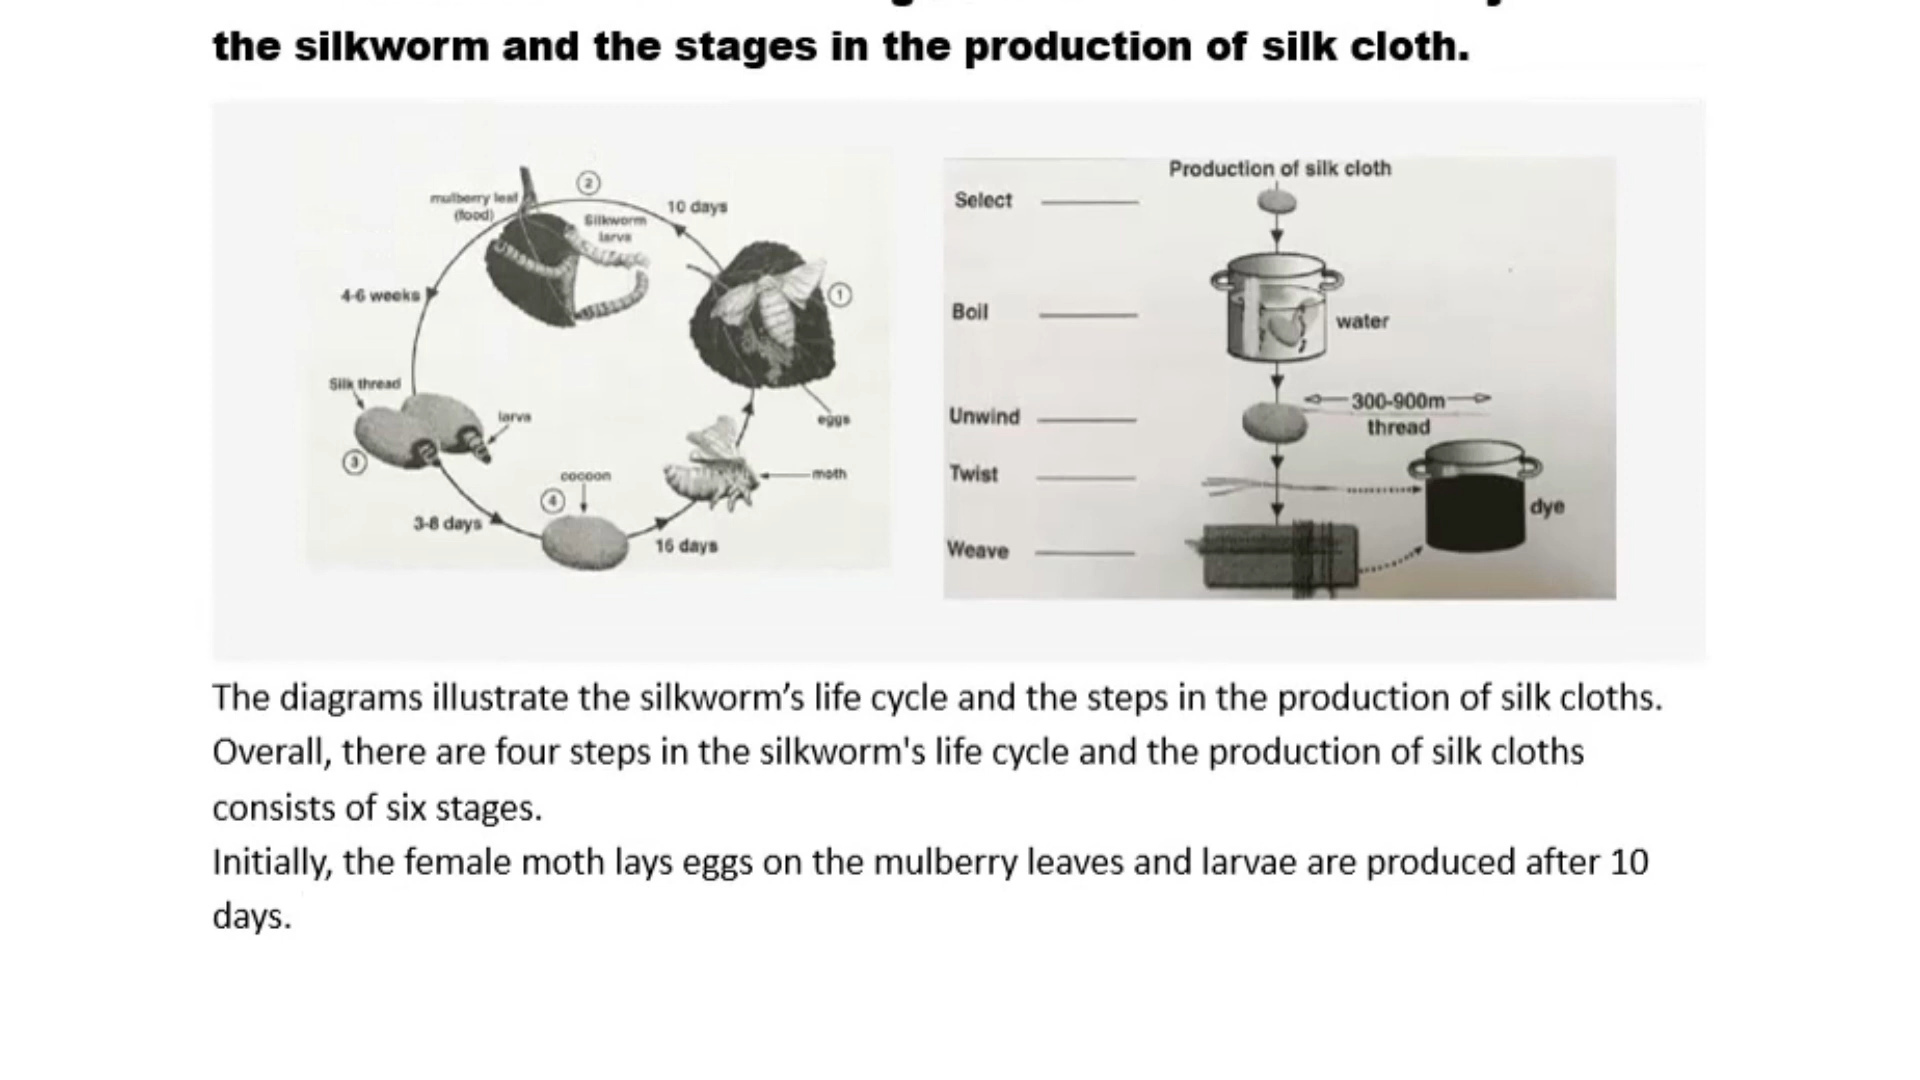 the silkworm and the stages in the production of silk cloth.
2
mulberry leaf
(food)
Silkworm
larva
10 days
1
4-6 weeks
Silk thread
larva
eggs
3
cocoon
4
moth
3-8 days
16 days
Production of silk cloth
Select
Boil
water
300-900m
thread
Unwind
Twist
dye
Weave
The diagrams illustrate the silkworm’s life cycle and the steps in the production of silk cloths.
Overall, there are four steps in the silkworm's life cycle and the production of silk cloths
consists of six stages.
Initially, the female moth lays eggs on the mulberry leaves and larvae are produced after 10
days.